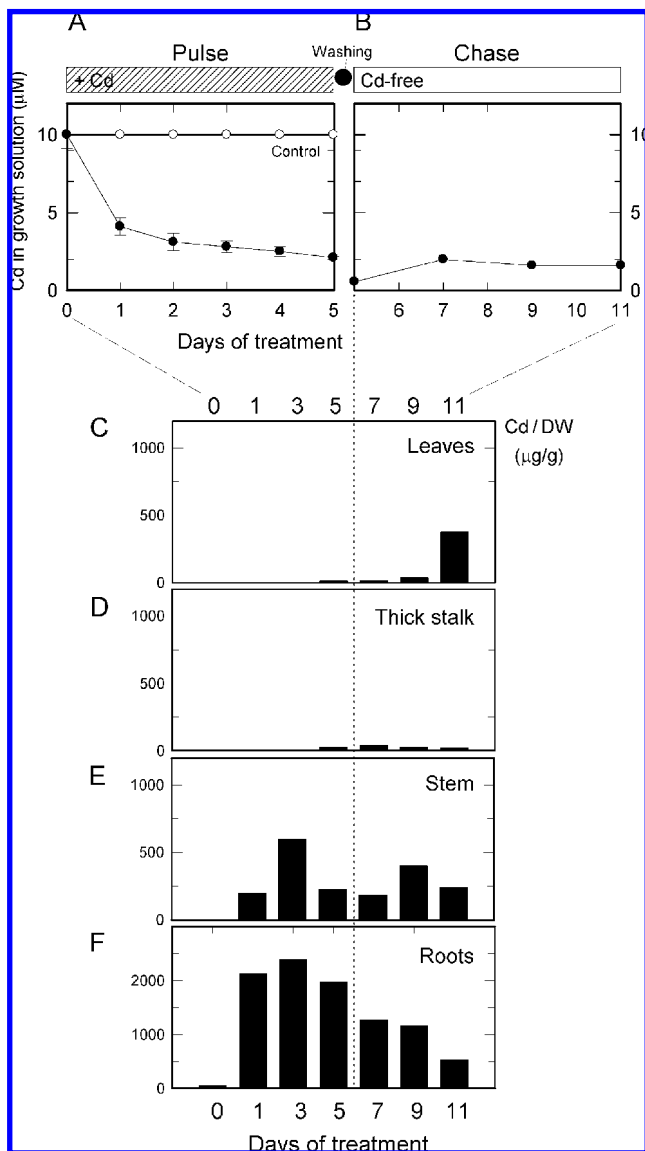 A B
Pulse Washing Chase
+ Cd Cd-free
Cd in growth solution (μM)
10 10
Control
5 5
0 0
0 1 2 3 4 5 6 7 8 9 10 11
Days of treatment
0 1 3 5 7 9 11
C Cd / DW
(μg/g)
1000 Leaves
500
0
D Thick stalk
1000
500
0
E Stem
1000
500
0
F Roots
2000
1000
0
0 1 3 5 7 9 11
Days of treatment